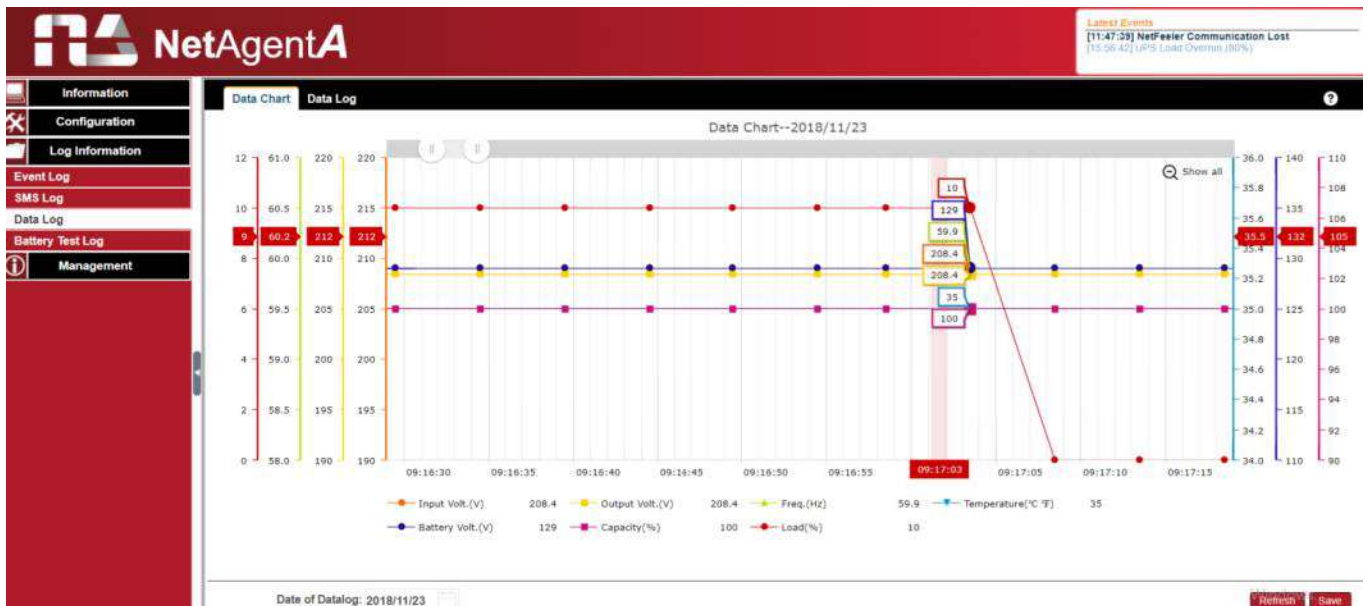 NetAgentA
Latest Events
[11:47:39] NetFeeler Communication Lost
[15:56:42] UPS Load Overrun (80%)
Information
Configuration
Log Information
Event Log
SMS Log
Data Log
Battery Test Log
Management
Data Chart Data Log
?
Data Chart--2018/11/23
Show all
12 61.0 220 220 36.0 140 110
35.8 108
10 60.5 215 215 35.6 135 106
9 60.2 212 212 35.5 132 105
8 60.0 210 210 35.4 130 104
35.2 102
6 59.5 205 205 35.0 125 100
34.8 98
4 59.0 200 200 120
34.6 96
2 58.5 195 195 34.4 115 94
34.2 92
0 58.0 190 190 34.0 110 90
10
129
59.9
208.4
208.4
35
100
09:16:30 09:16:35 09:16:40 09:16:45 09:16:50 09:16:55 09:17:03 09:17:05 09:17:10 09:17:15
Input Volt.(V) 208.4 Output Volt.(V) 208.4 Freq.(Hz) 59.9 Temperature(°C °F) 35
Battery Volt.(V) 129 Capacity(%) 100 Load(%) 10
Date of Datalog: 2018/11/23
Refresh Save